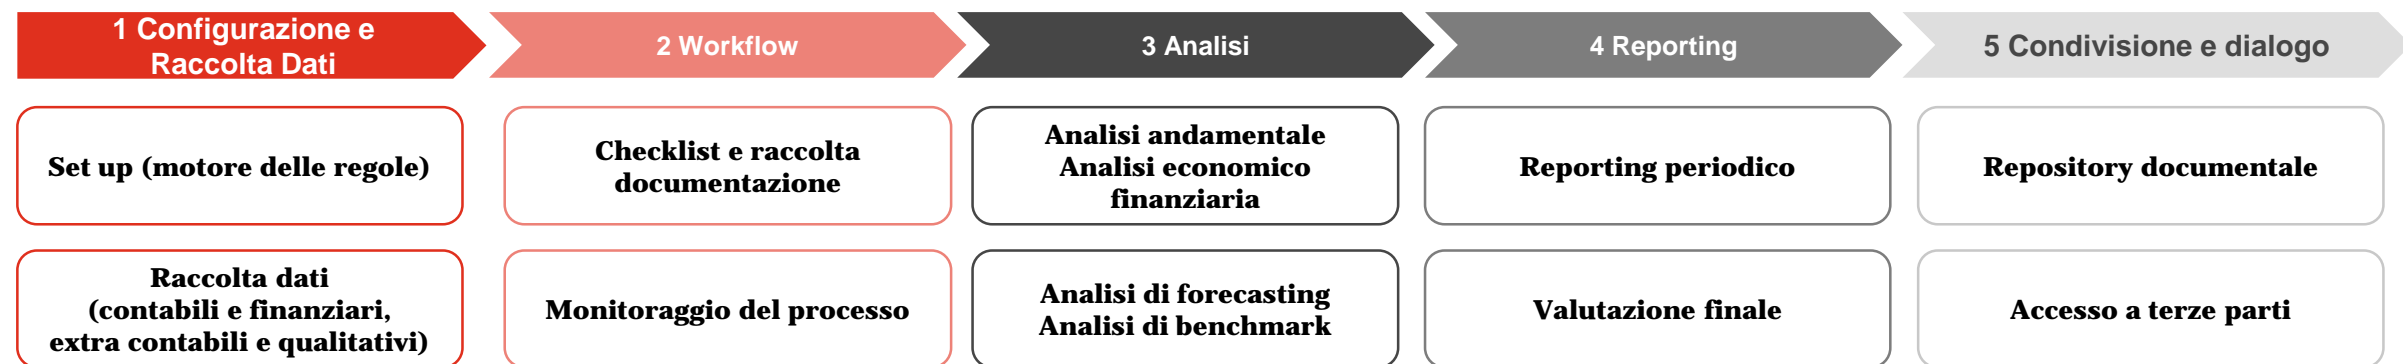 1 Configurazione e
Raccolta Dati
2 Workflow
3 Analisi
4 Reporting
5 Condivisione e dialogo
Set up (motore delle regole)
Checklist e raccolta
documentazione
Analisi andamentale
Analisi economico
finanziaria
Reporting periodico
Repository documentale
Raccolta dati
(contabili e finanziari,
extra contabili e qualitativi)
Monitoraggio del processo
Analisi di forecasting
Analisi di benchmark
Valutazione finale
Accesso a terze parti